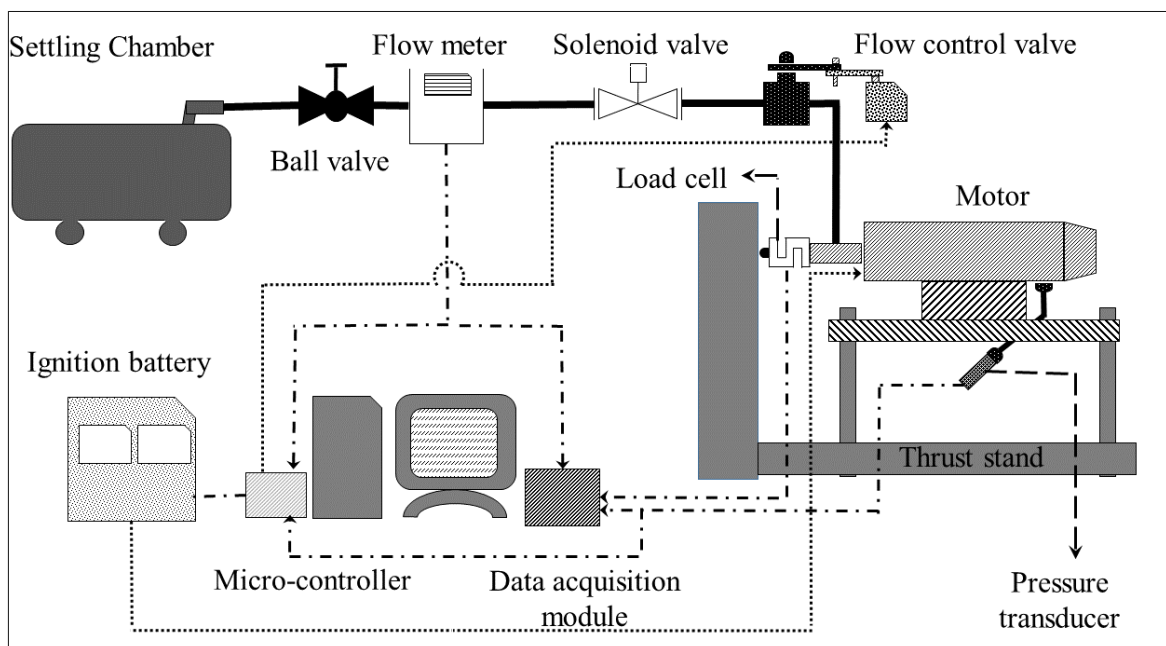 Settling Chamber
Flow meter
Solenoid valve
Flow control valve
Ball valve
Load cell
Motor
Ignition battery
Thrust stand
Micro-controller
Data acquisition
module
Pressure
transducer